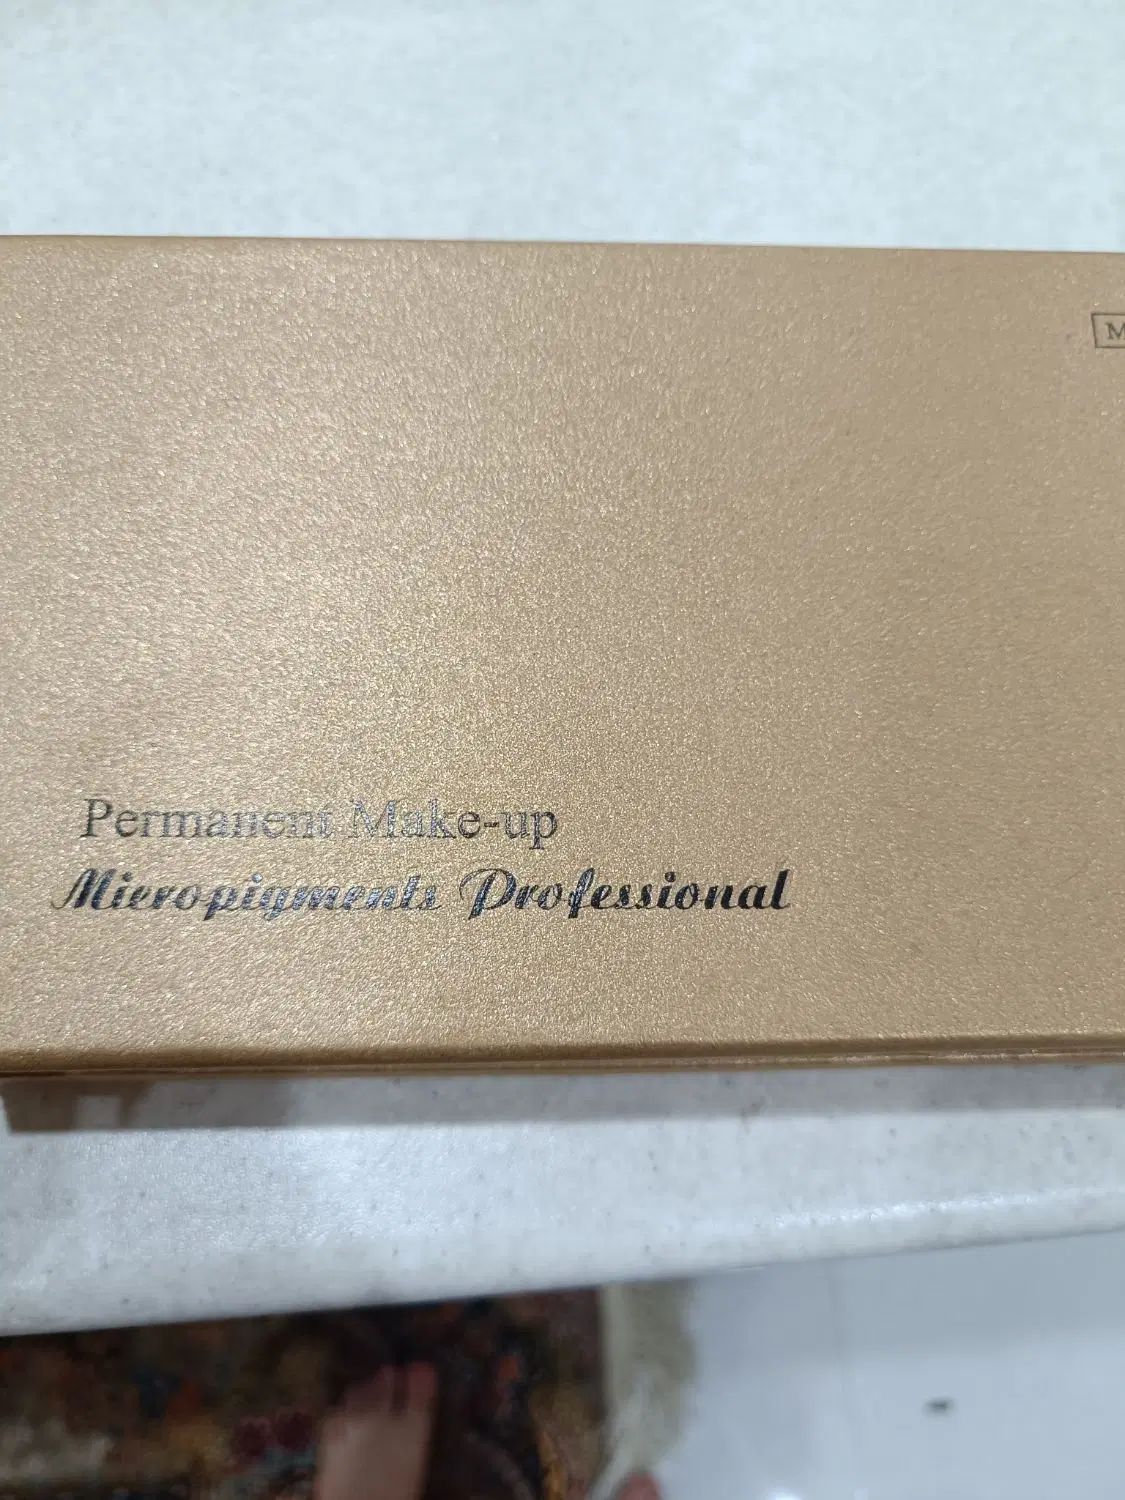 M
Permanent Make-up
Micropigments Professional